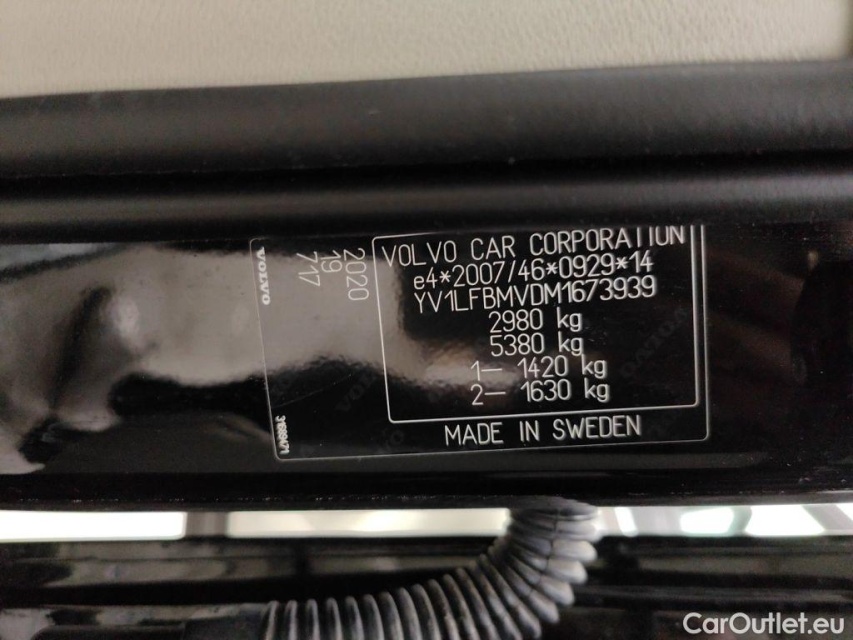 VOLVO CAR CORPORATION
e4*2007/46*0929*14
YV1LFBMVDM1673939
2980 kg
5380 kg
1– 1420 kg
2– 1630 kg
MADE IN SWEDEN
2020
19
717
VOLVO
CarOutlet.eu